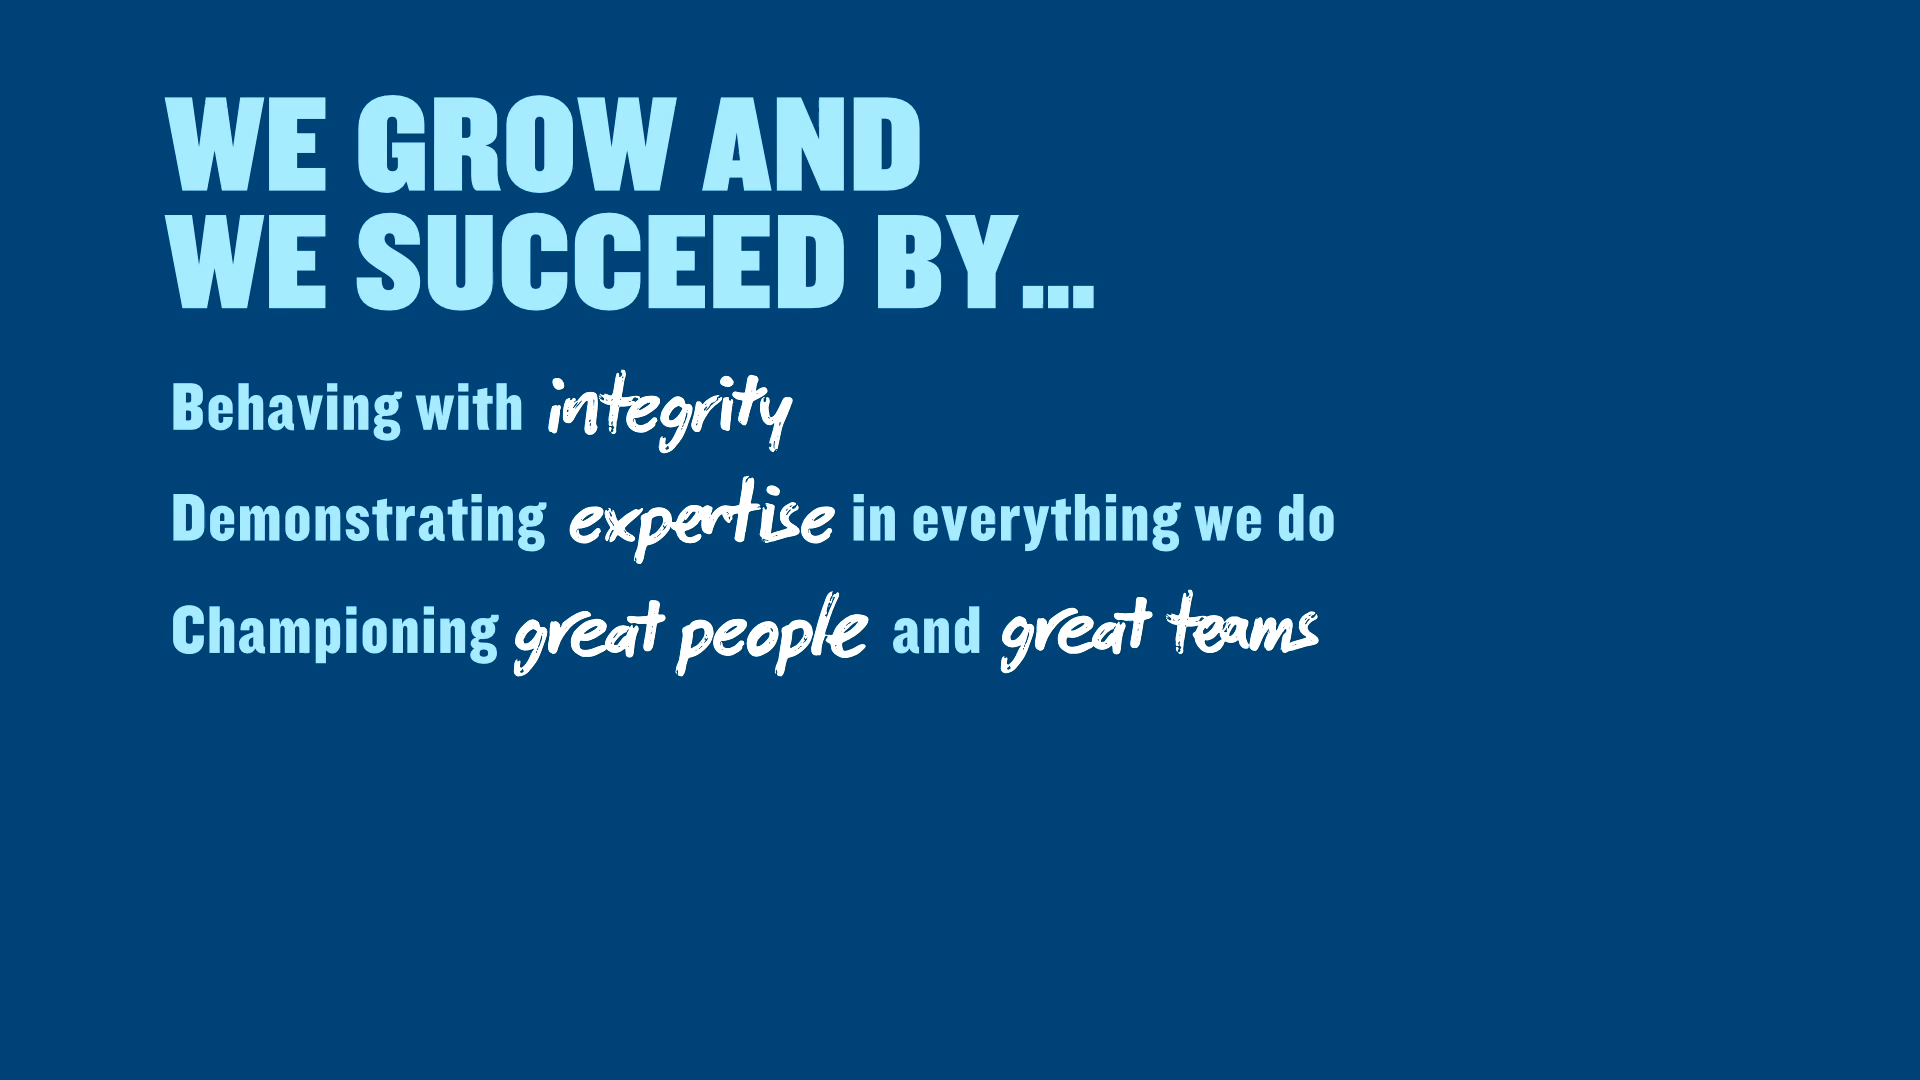 WE GROW AND
WE SUCCEED BY...
Behaving with integrity
Demonstrating expertise in everything we do
Championing great people and great teams